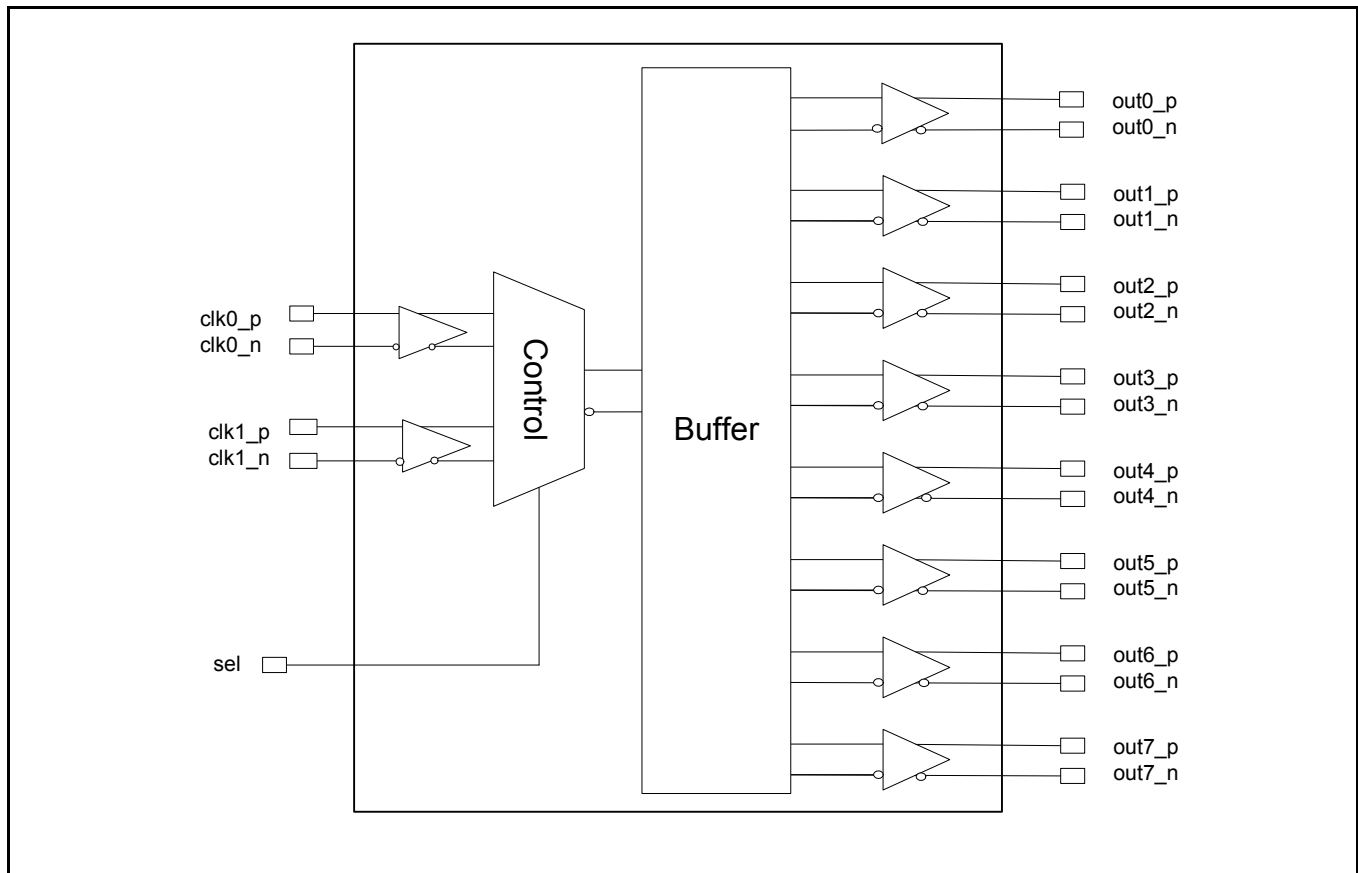 clk0_p
clk0_n
clk1_p
clk1_n
sel
Control
Buffer
out0_p
out0_n
out1_p
out1_n
out2_p
out2_n
out3_p
out3_n
out4_p
out4_n
out5_p
out5_n
out6_p
out6_n
out7_p
out7_n